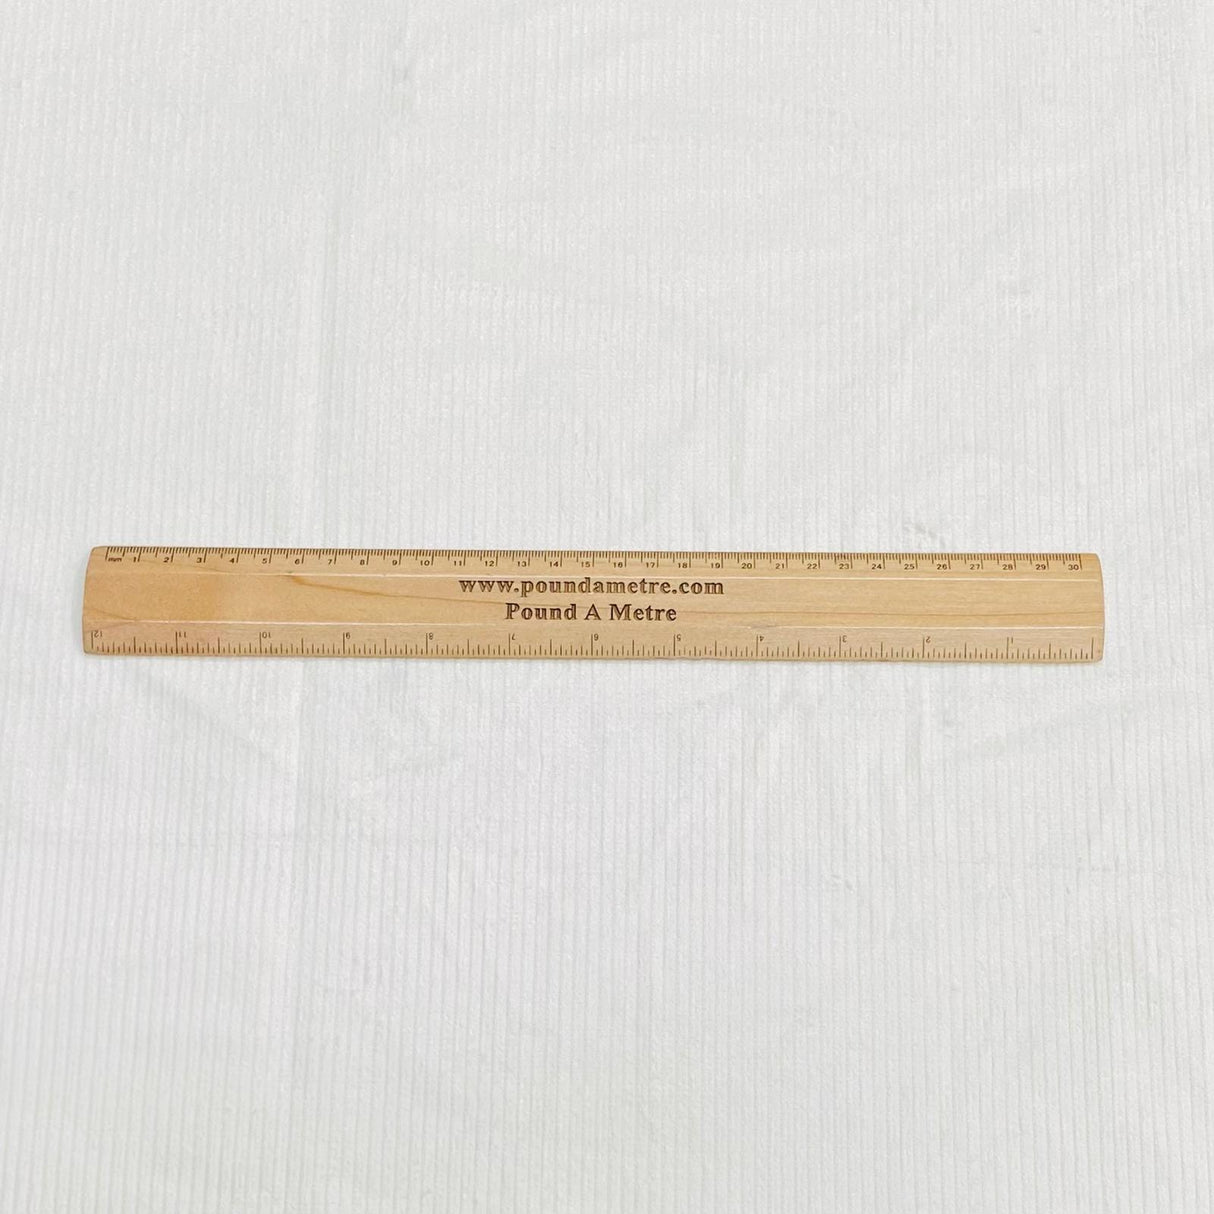 mm 1 2 3 4 5 6 7 8 9 10 11 12 13 14 15 16 17 18 19 20 21 22 23 24 25 26 27 28 29 30
www.poundametre.com
Pound A Metre
12 11 10 9 8 7 6 5 4 3 2 1